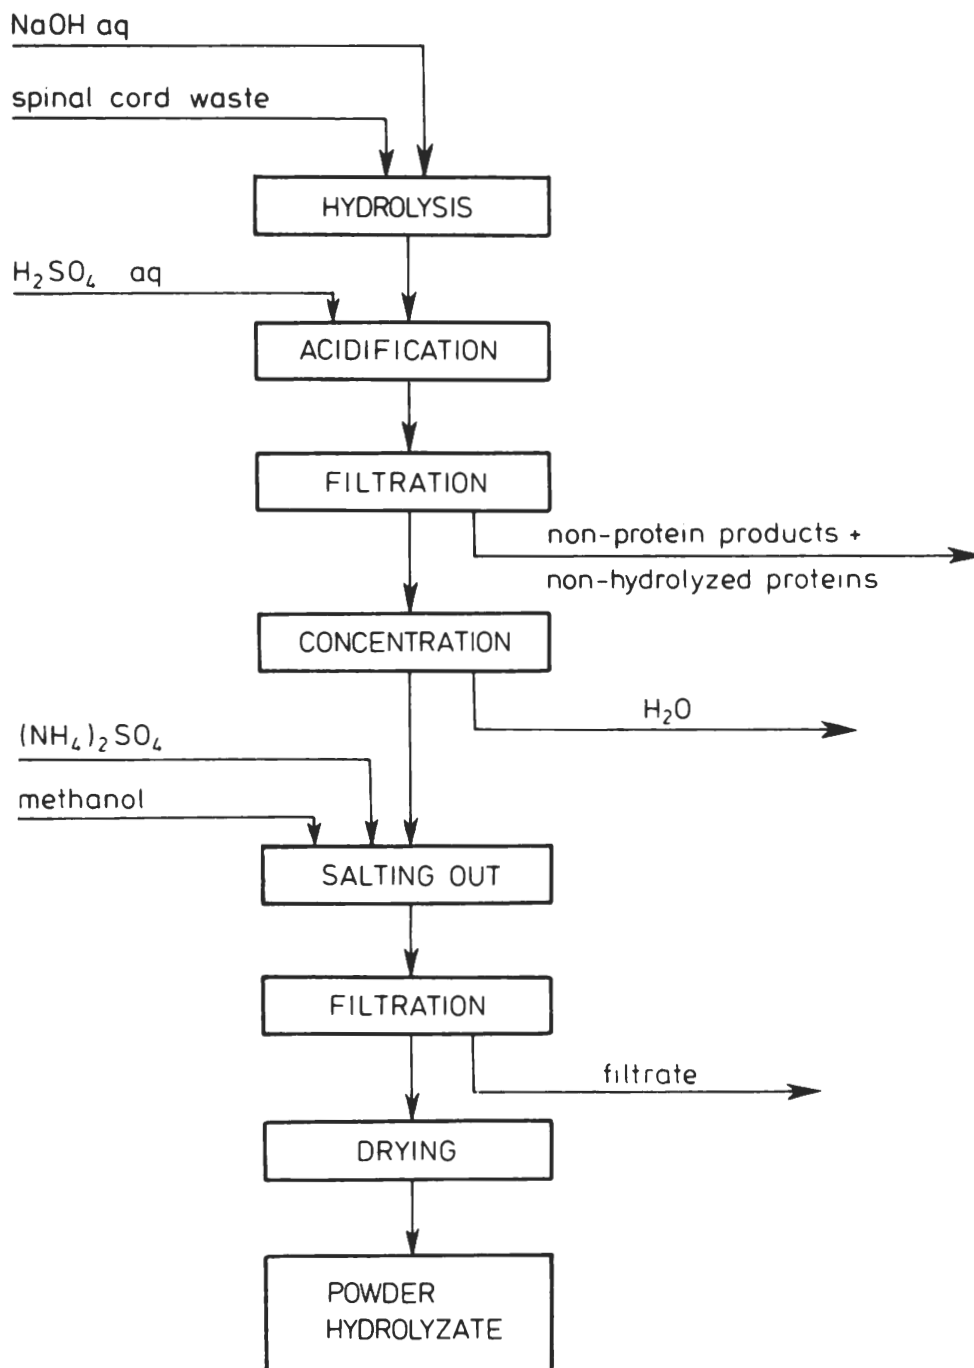 NaOH aq
spinal cord waste
HYDROLYSIS
H₂SO₄ aq
ACIDIFICATION
FILTRATION
non-protein products +
non-hydrolyzed proteins
CONCENTRATION
H₂O
(NH₄)₂SO₄
methanol
SALTING OUT
FILTRATION
filtrate
DRYING
POWDER
HYDROLYZATE